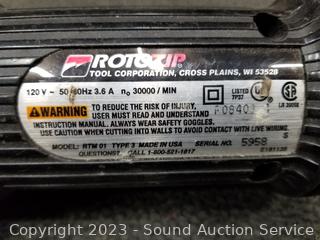 ROTOZIP
TOOL CORPORATION, CROSS PLAINS, WI 53528
120 V ~ 50/60Hz 3.6 A n₀ 30000 / MIN
LISTED
WARNING TO REDUCE THE RISK OF INJURY,
USER MUST READ AND UNDERSTAND
INSTRUCTION MANUAL. ALWAYS WEAR SAFETY GOGGLES.
USE CAUTION WHEN CUTTING INTO WALLS TO AVOID CONTACT WITH LIVE WIRING.
MODEL: RTM 01 TYPE 3 MADE IN USA SERIAL NO. 5958
QUESTIONS? CALL 1-800-521-1817
Copyright 2023 - Sound Auction Service